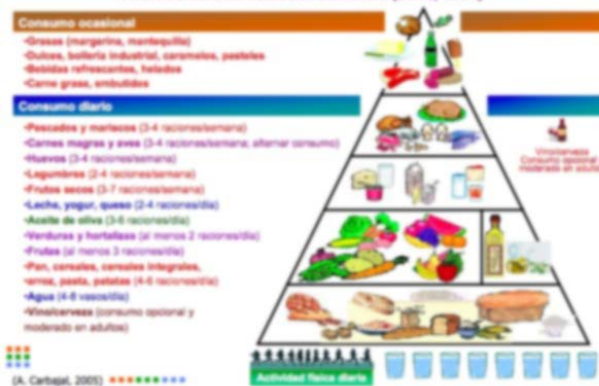 Consumo ocasional
•Grasas (margarina, mantequilla)
•Dulces, bollería industrial, caramelos, pasteles
•Bebidas refrescantes, helados
•Carne grasa, embutidos
Consumo diario
•Pescados y mariscos (3-4 raciones/semana)
•Carnes magras y aves (3-4 raciones/semana; alternar consumo)
•Huevos (3-4 raciones/semana)
•Legumbres (2-4 raciones/semana)
•Frutos secos (3-7 raciones/semana)
•Leche, yogur, queso (2-4 raciones/día)
•Aceite de oliva (3-6 raciones/día)
•Verduras y hortalizas (al menos 2 raciones/día)
•Frutas (al menos 3 raciones/día)
•Pan, cereales, cereales integrales,
•arroz, pasta, patatas (4-6 raciones/día)
•Agua (4-8 vasos/día)
•Vino/cerveza (consumo opcional y
moderado en adultos)
Vino/cerveza
Consumo opcional
moderado en adultos
(A. Carbajal, 2005)
Actividad física diaria